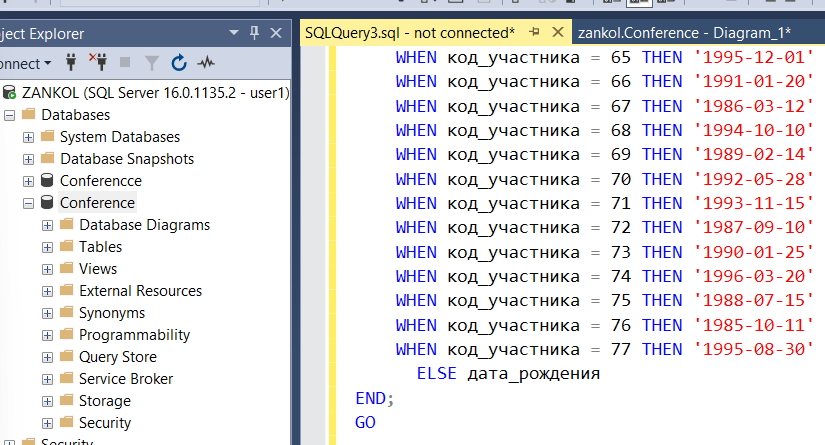 ject Explorer
SQLQuery3.sql - not connected*
zankol.Conference - Diagram_1*
onnect
ZANKOL (SQL Server 16.0.1135.2 - user1)
Databases
System Databases
Database Snapshots
Conferencce
Conference
Database Diagrams
Tables
Views
External Resources
Synonyms
Programmability
Query Store
Service Broker
Storage
Security
Security
WHEN код_участника = 65 THEN '1995-12-01'
WHEN код_участника = 66 THEN '1991-01-20'
WHEN код_участника = 67 THEN '1986-03-12'
WHEN код_участника = 68 THEN '1994-10-10'
WHEN код_участника = 69 THEN '1989-02-14'
WHEN код_участника = 70 THEN '1992-05-28'
WHEN код_участника = 71 THEN '1993-11-15'
WHEN код_участника = 72 THEN '1987-09-10'
WHEN код_участника = 73 THEN '1990-01-25'
WHEN код_участника = 74 THEN '1996-03-20'
WHEN код_участника = 75 THEN '1988-07-15'
WHEN код_участника = 76 THEN '1985-10-11'
WHEN код_участника = 77 THEN '1995-08-30'
ELSE дата_рождения
END;
GO